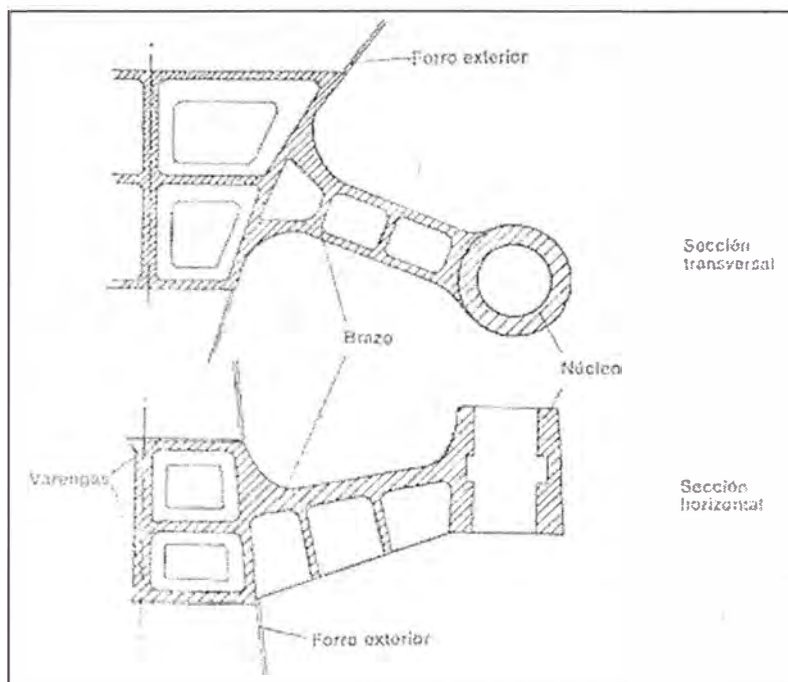 Forro exterior
Sección
transversal
Brazo
Núcleo
Varengas
Sección
horizontal
Forro exterior